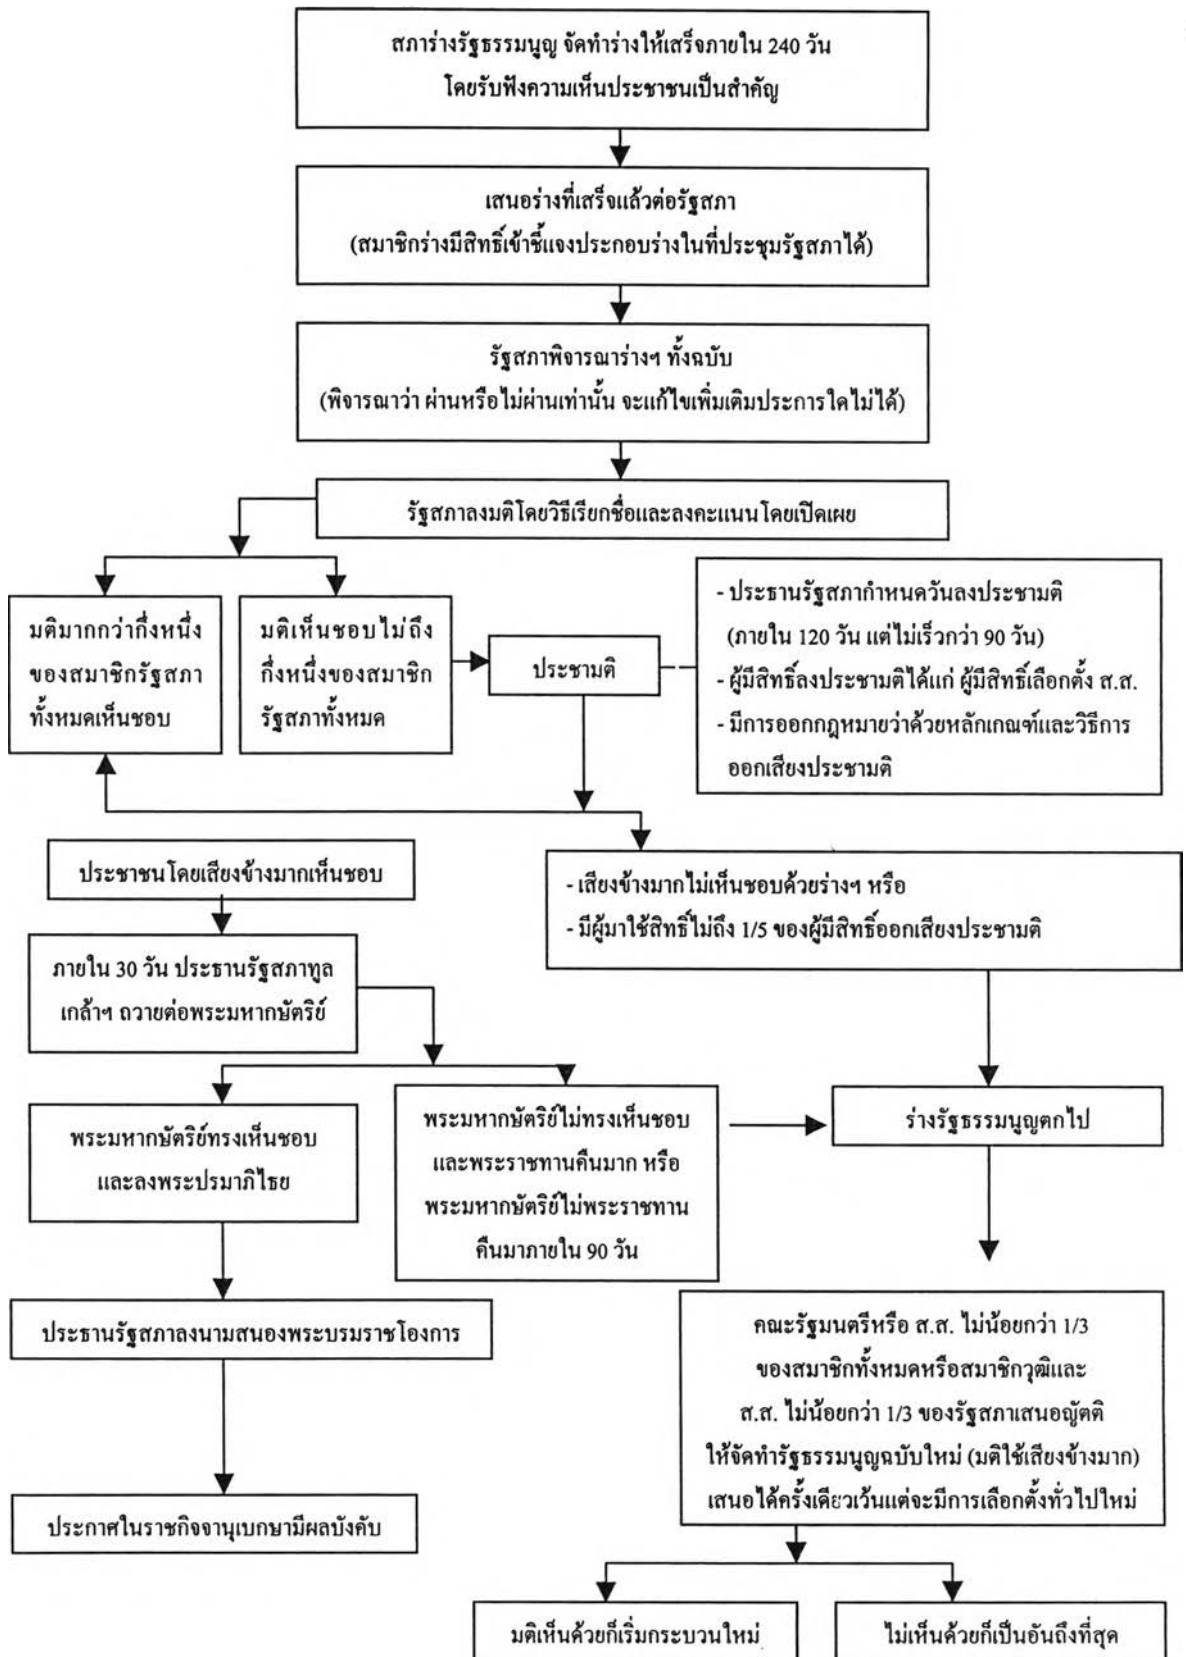 สภาร่างรัฐธรรมนูญ จัดทำร่างให้เสร็จภายใน 240 วัน
โดยรับฟังความเห็นประชาชนเป็นสำคัญ
เสนอร่างที่เสร็จแล้วต่อรัฐสภา
(สมาชิกร่างมีสิทธิ์เข้าชี้แจงประกอบร่างในที่ประชุมรัฐสภาได้)
รัฐสภาพิจารณาร่างฯ ทั้งฉบับ
(พิจารณาว่า ผ่านหรือไม่ผ่านเท่านั้น จะแก้ไขเพิ่มเติมประการใดไม่ได้)
รัฐสภาลงมติโดยวิธีเรียกชื่อและลงคะแนนโดยเปิดเผย
มติมากกว่ากึ่งหนึ่ง
ของสมาชิกรัฐสภา
ทั้งหมดเห็นชอบ
มติเห็นชอบไม่ถึง
กึ่งหนึ่งของสมาชิก
รัฐสภาทั้งหมด
ประชามติ
- ประธานรัฐสภากำหนดวันลงประชามติ
(ภายใน 120 วัน แต่ไม่เร็วกว่า 90 วัน)
- ผู้มีสิทธิ์ลงประชามติได้แก่ ผู้มีสิทธิ์เลือกตั้ง ส.ส.
- มีการออกกฎหมายว่าด้วยหลักเกณฑ์และวิธีการ
ออกเสียงประชามติ
ประชาชนโดยเสียงข้างมากเห็นชอบ
- เสียงข้างมากไม่เห็นชอบด้วยร่างฯ หรือ
- มีผู้มาใช้สิทธิ์ไม่ถึง 1/5 ของผู้มีสิทธิ์ออกเสียงประชามติ
ภายใน 30 วัน ประธานรัฐสภาทูล
เกล้าฯ ถวายต่อพระมหากษัตริย์
พระมหากษัตริย์ทรงเห็นชอบ
และลงพระปรมาภิไธย
พระมหากษัตริย์ไม่ทรงเห็นชอบ
และพระราชทานคืนมาก หรือ
พระมหากษัตริย์ไม่พระราชทาน
คืนมาภายใน 90 วัน
ร่างรัฐธรรมนูญตกไป
ประธานรัฐสภาลงนามสนองพระบรมราชโองการ
คณะรัฐมนตรีหรือ ส.ส. ไม่น้อยกว่า 1/3
ของสมาชิกทั้งหมดหรือสมาชิกวุฒิและ
ส.ส. ไม่น้อยกว่า 1/3 ของรัฐสภาเสนอญัตติ
ให้จัดทำรัฐธรรมนูญฉบับใหม่ (มติใช้เสียงข้างมาก)
เสนอได้ครั้งเดียวเว้นแต่จะมีการเลือกตั้งทั่วไปใหม่
ประกาศในราชกิจจานุเบกษามีผลบังคับ
มติเห็นด้วยก็เริ่มกระบวนใหม่
ไม่เห็นด้วยก็เป็นอันถึงที่สุด